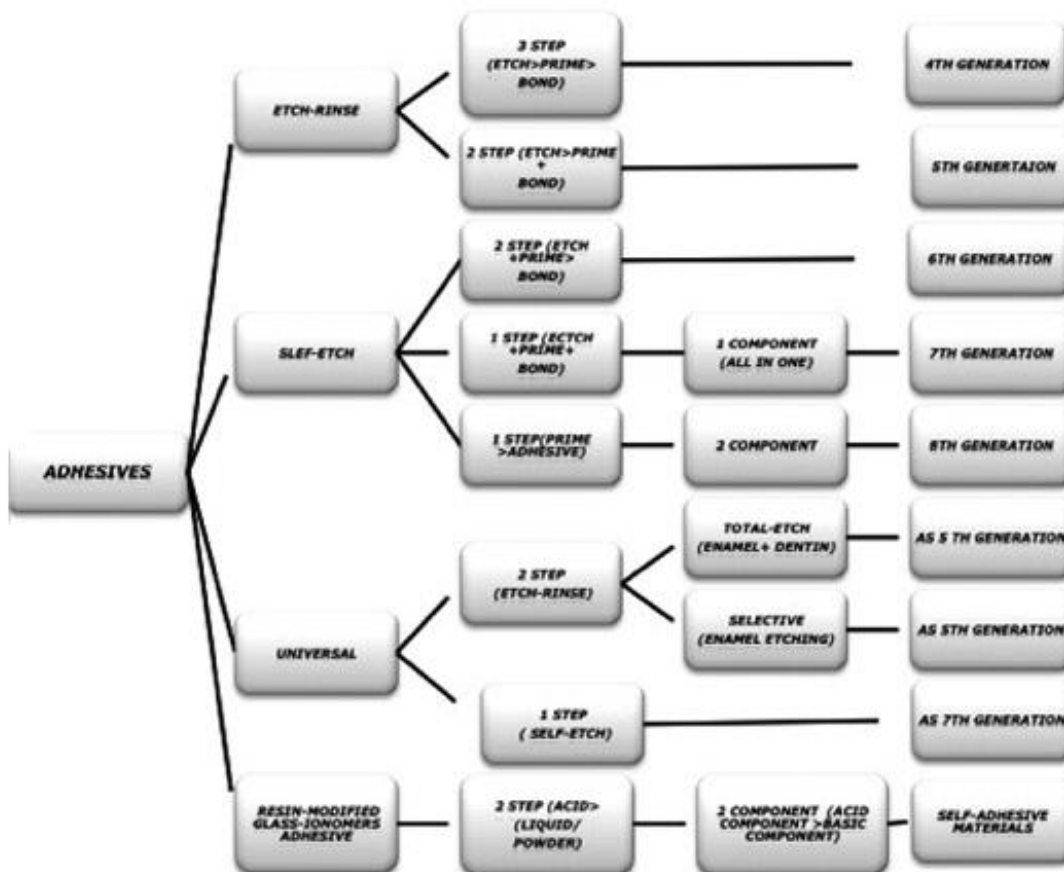 3 STEP
(ETCH>PRIME>
BOND)
4TH GENERATION
ETCH-RINSE
2 STEP (ETCH>PRIME
+
BOND)
5TH GENERTAION
2 STEP (ETCH
+PRIME>
BOND)
6TH GENERATION
SLEF-ETCH
1 STEP (ECTCH
+PRIME+
BOND)
1 COMPONENT
(ALL IN ONE)
7TH GENERATION
1 STEP(PRIME
>ADHESIVE)
2 COMPONENT
8TH GENERATION
ADHESIVES
TOTAL-ETCH
(ENAMEL+ DENTIN)
AS 5 TH GENERATION
2 STEP
(ETCH-RINSE)
SELECTIVE
(ENAMEL ETCHING)
AS 5TH GENERATION
UNIVERSAL
1 STEP
( SELF-ETCH)
AS 7TH GENERATION
RESIN-MODIFIED
GLASS-IONOMERS
ADHESIVE
2 STEP (ACID>
(LIQUID/
POWDER)
2 COMPONENT (ACID
COMPONENT >BASIC
COMPONENT)
SELF-ADHESIVE
MATERIALS